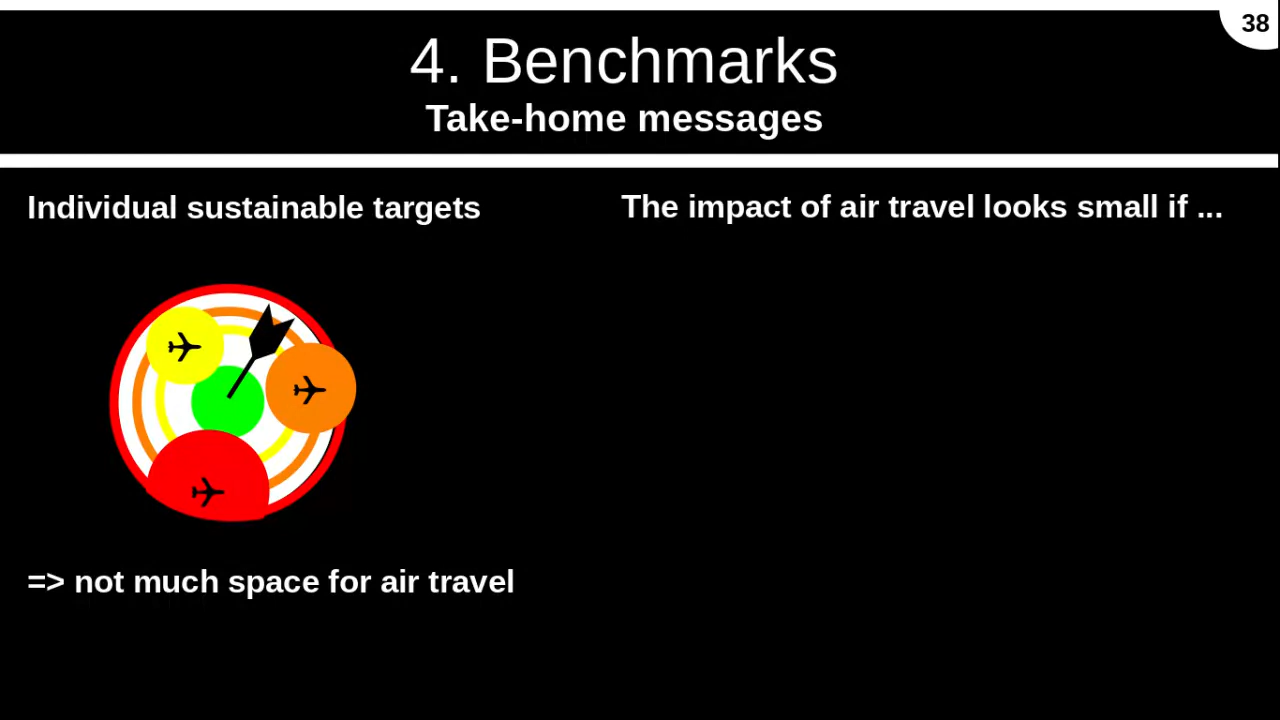 38
4. Benchmarks
Take-home messages
Individual sustainable targets
The impact of air travel looks small if ...
=> not much space for air travel